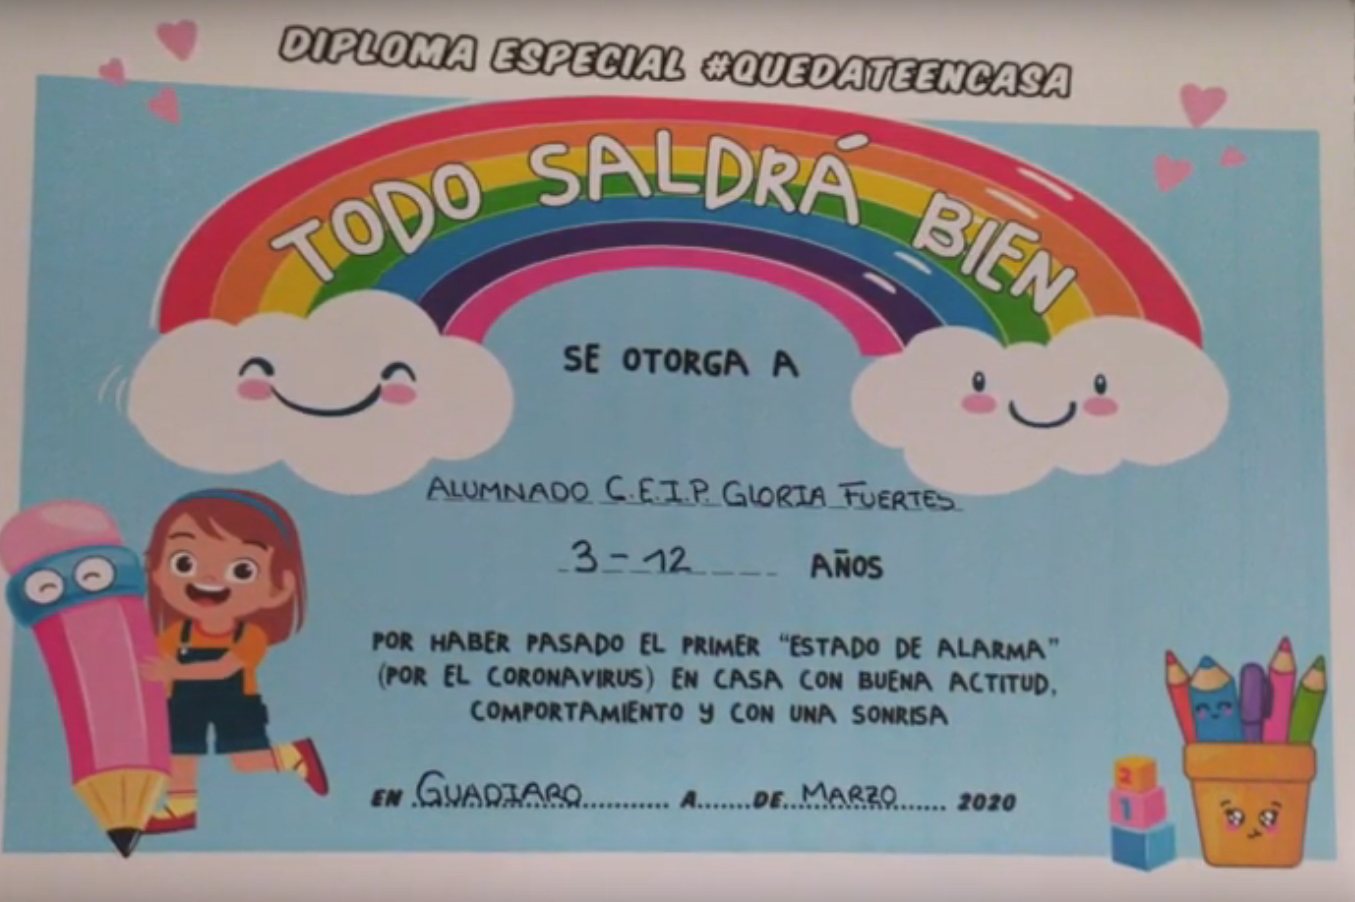 DIPLOMA ESPECIAL #QUEDATEENCASA
TODO SALDRÁ BIEN
SE OTORGA A
ALUMNADO C.E.I.P. GLORIA FUERTES
3 - 12 AÑOS
POR HABER PASADO EL PRIMER "ESTADO DE ALARMA"
(POR EL CORONAVIRUS) EN CASA CON BUENA ACTITUD,
COMPORTAMIENTO Y CON UNA SONRISA
EN GUADIARO............ A.......DE..MARZO....... 2020
2
1